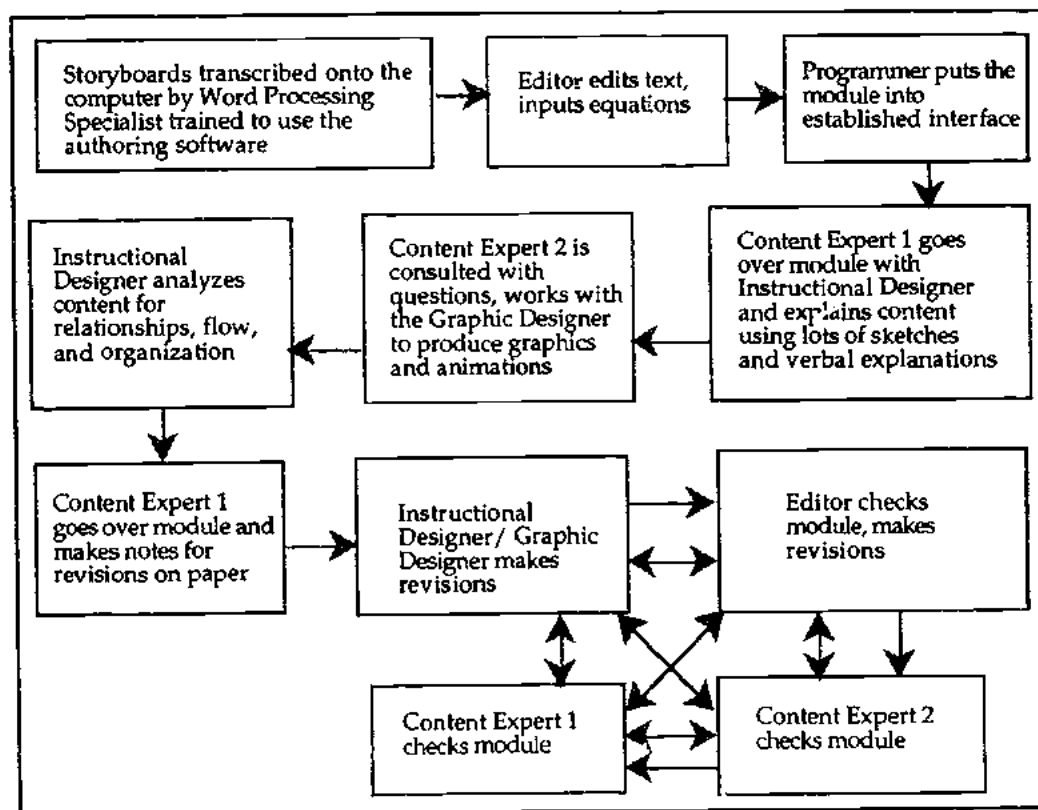 Storyboards transcribed onto the
computer by Word Processing
Specialist trained to use the
authoring software
Editor edits text,
inputs equations
Programmer puts the
module into
established interface
Instructional
Designer analyzes
content for
relationships, flow,
and organization
Content Expert 2 is
consulted with
questions, works with
the Graphic Designer
to produce graphics
and animations
Content Expert 1 goes
over module with
Instructional Designer
and explains content
using lots of sketches
and verbal explanations
Content Expert 1
goes over module and
makes notes for
revisions on paper
Instructional
Designer/ Graphic
Designer makes
revisions
Editor checks
module, makes
revisions
Content Expert 1
checks module
Content Expert 2
checks module